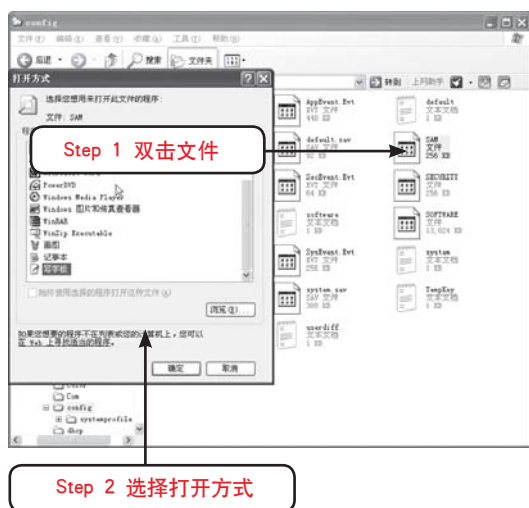 config
文件(F) 编辑(E) 查看(V) 收藏(A) 工具(T) 帮助(H)
后退 搜索 文件夹
转到 上网助手
打开方式
选择您想用来打开此文件的程序:
文件: SAM
Step 1 双击文件
PowerDVD
Windows Media Player
Windows 图片和传真查看器
WinRAR
WinZip Executable
画图
记事本
写字板
始终使用选择的程序打开这种文件(A)
浏览(B)...
如果您想要的程序不在列表或您的计算机上,您可以
在 Web 上寻找适当的程序。
确定 取消
Com
config
systemprofile
dhcp
AppEvent.Evt
EVT 文件
448 KB
default
文本文档
1 KB
default.sav
SAV 文件
92 KB
SAM
文件
256 KB
SecEvent.Evt
EVT 文件
64 KB
SECURITY
文件
256 KB
software
文本文档
1 KB
SOFTWARE
文件
13,824 KB
SysEvent.Evt
EVT 文件
256 KB
system
文本文档
1 KB
system.sav
SAV 文件
388 KB
TempKey
文本文档
1 KB
userdiff
文本文档
1 KB
Step 2 选择打开方式